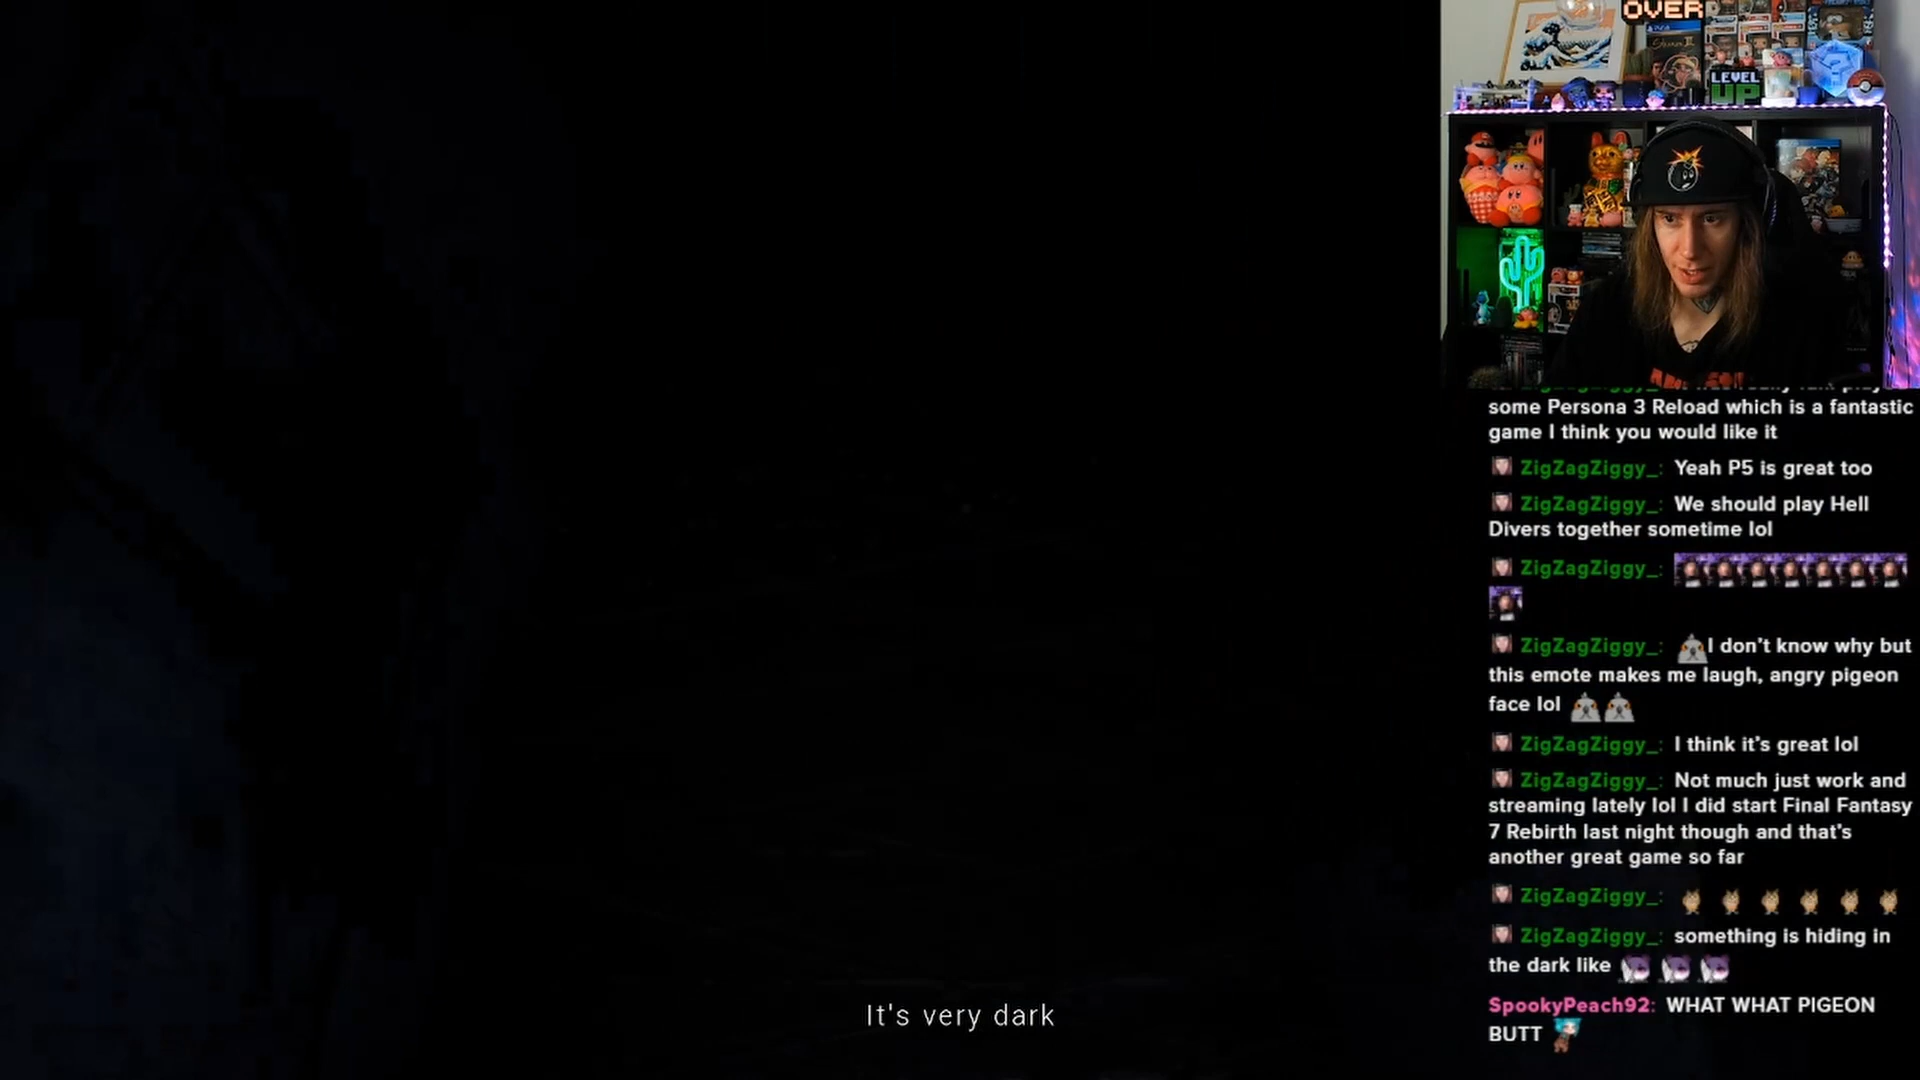 OVER
LEVEL
UP
some Persona 3 Reload which is a fantastic
game I think you would like it
ZigZagZiggy_: Yeah P5 is great too
ZigZagZiggy_: We should play Hell
Divers together sometime lol
ZigZagZiggy_:
ZigZagZiggy_: I don't know why but
this emote makes me laugh, angry pigeon
face lol
ZigZagZiggy_: I think it's great lol
ZigZagZiggy_: Not much just work and
streaming lately lol I did start Final Fantasy
7 Rebirth last night though and that's
another great game so far
ZigZagZiggy_:
ZigZagZiggy_: something is hiding in
the dark like
SpookyPeach92: WHAT WHAT PIGEON
BUTT
It's very dark